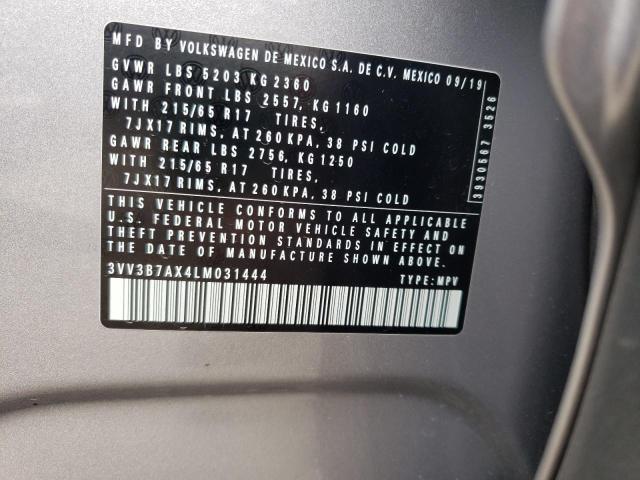 MFD BY VOLKSWAGEN DE MEXICO S.A. DE C.V. MEXICO 09/19
GVWR LBS 5203 KG 2360
GAWR FRONT LBS 2557, KG 1160
WITH 215/65 R17 TIRES,
7JX17 RIMS, AT 260 KPA, 38 PSI COLD
GAWR REAR LBS 2756, KG 1250
WITH 215/65 R17 TIRES,
7JX17 RIMS, AT 260 KPA, 38 PSI COLD
THIS VEHICLE CONFORMS TO ALL APPLICABLE
U.S. FEDERAL MOTOR VEHICLE SAFETY AND
THEFT PREVENTION STANDARDS IN EFFECT ON
THE DATE OF MANUFACTURE SHOWN ABOVE.
3VV3B7AX4LM031444 TYPE: MPV
3930567 3526